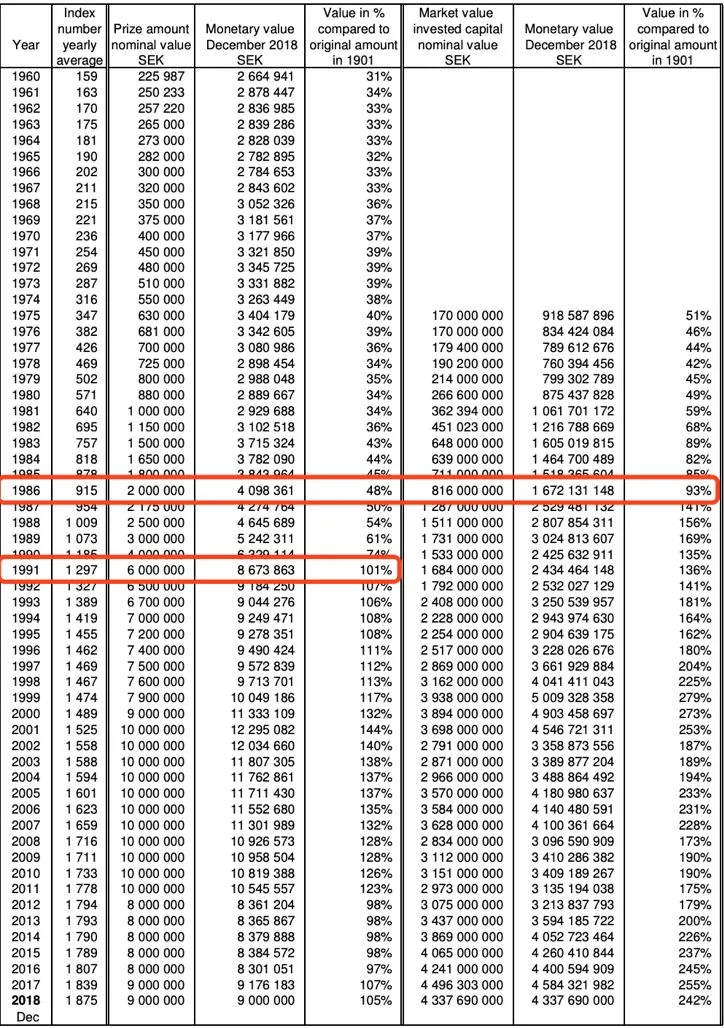 Year Index number yearly average Prize amount nominal value SEK Monetary value December 2018 SEK Value in % compared to original amount in 1901 Market value invested capital nominal value SEK Monetary value December 2018 SEK Value in % compared to original amount in 1901
1960 159 225 987 2 664 941 31%
1961 163 250 233 2 878 447 34%
1962 170 257 220 2 836 985 33%
1963 175 265 000 2 839 286 33%
1964 181 273 000 2 828 039 33%
1965 190 282 000 2 782 895 32%
1966 202 300 000 2 784 653 33%
1967 211 320 000 2 843 602 33%
1968 215 350 000 3 052 326 36%
1969 221 375 000 3 181 561 37%
1970 236 400 000 3 177 966 37%
1971 254 450 000 3 321 850 39%
1972 269 480 000 3 345 725 39%
1973 287 510 000 3 331 882 39%
1974 316 550 000 3 263 449 38%
1975 347 630 000 3 404 179 40% 170 000 000 918 587 896 51%
1976 382 681 000 3 342 605 39% 170 000 000 834 424 084 46%
1977 426 700 000 3 080 986 36% 179 400 000 789 612 676 44%
1978 469 725 000 2 898 454 34% 190 200 000 760 394 456 42%
1979 502 800 000 2 988 048 35% 214 000 000 799 302 789 45%
1980 571 880 000 2 889 667 34% 266 600 000 875 437 828 49%
1981 640 1 000 000 2 929 688 34% 362 394 000 1 061 701 172 59%
1982 695 1 150 000 3 102 518 36% 451 023 000 1 216 788 669 68%
1983 757 1 500 000 3 715 324 43% 648 000 000 1 605 019 815 89%
1984 818 1 650 000 3 782 090 44% 639 000 000 1 464 700 489 82%
1985 878 1 800 000 3 843 964 45% 711 000 000 1 518 365 604 85%
1986 915 2 000 000 4 098 361 48% 816 000 000 1 672 131 148 93%
1987 954 2 175 000 4 274 764 50% 1 287 000 000 2 529 481 132 141%
1988 1 009 2 500 000 4 645 689 54% 1 511 000 000 2 807 854 311 156%
1989 1 073 3 000 000 5 242 311 61% 1 731 000 000 3 024 813 607 169%
1990 1 185 4 000 000 6 329 114 74% 1 533 000 000 2 425 632 911 135%
1991 1 297 6 000 000 8 673 863 101% 1 684 000 000 2 434 464 148 136%
1992 1 327 6 500 000 9 184 250 107% 1 792 000 000 2 532 027 129 141%
1993 1 389 6 700 000 9 044 276 106% 2 408 000 000 3 250 539 957 181%
1994 1 419 7 000 000 9 249 471 108% 2 228 000 000 2 943 974 630 164%
1995 1 455 7 200 000 9 278 351 108% 2 254 000 000 2 904 639 175 162%
1996 1 462 7 400 000 9 490 424 111% 2 517 000 000 3 228 026 676 180%
1997 1 469 7 500 000 9 572 839 112% 2 869 000 000 3 661 929 884 204%
1998 1 467 7 600 000 9 713 701 113% 3 162 000 000 4 041 411 043 225%
1999 1 474 7 900 000 10 049 186 117% 3 938 000 000 5 009 328 358 279%
2000 1 489 9 000 000 11 333 109 132% 3 894 000 000 4 903 458 697 273%
2001 1 525 10 000 000 12 295 082 144% 3 698 000 000 4 546 721 311 253%
2002 1 558 10 000 000 12 034 660 140% 2 791 000 000 3 358 873 556 187%
2003 1 588 10 000 000 11 807 305 138% 2 871 000 000 3 389 877 204 189%
2004 1 594 10 000 000 11 762 861 137% 2 966 000 000 3 488 864 492 194%
2005 1 601 10 000 000 11 711 430 137% 3 570 000 000 4 180 980 637 233%
2006 1 623 10 000 000 11 552 680 135% 3 584 000 000 4 140 480 591 231%
2007 1 659 10 000 000 11 301 989 132% 3 628 000 000 4 100 361 664 228%
2008 1 716 10 000 000 10 926 573 128% 2 834 000 000 3 096 590 909 173%
2009 1 711 10 000 000 10 958 504 128% 3 112 000 000 3 410 286 382 190%
2010 1 733 10 000 000 10 819 388 126% 3 151 000 000 3 409 189 267 190%
2011 1 778 10 000 000 10 545 557 123% 2 973 000 000 3 135 194 038 175%
2012 1 794 8 000 000 8 361 204 98% 3 075 000 000 3 213 837 793 179%
2013 1 793 8 000 000 8 365 867 98% 3 437 000 000 3 594 185 722 200%
2014 1 790 8 000 000 8 379 888 98% 3 869 000 000 4 052 723 464 226%
2015 1 789 8 000 000 8 384 572 98% 4 065 000 000 4 260 410 844 237%
2016 1 807 8 000 000 8 301 051 97% 4 241 000 000 4 400 594 909 245%
2017 1 839 9 000 000 9 176 183 107% 4 496 303 000 4 584 321 982 255%
2018 1 875 9 000 000 9 000 000 105% 4 337 690 000 4 337 690 000 242%
Dec